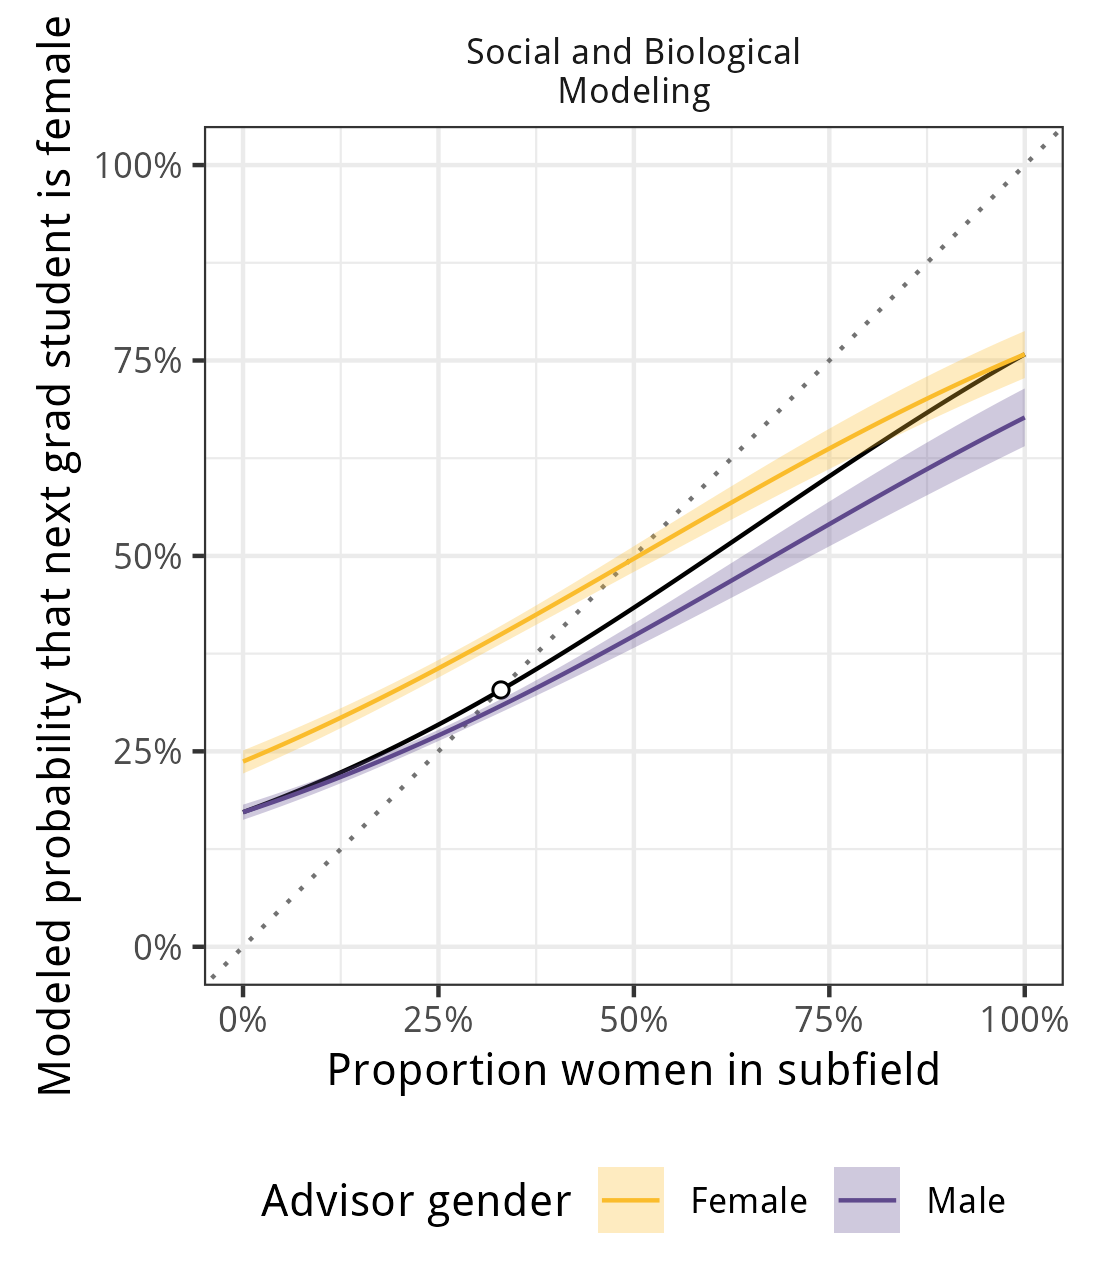 Social and Biological
Modeling
Modeled probability that next grad student is female
100%
75%
50%
25%
0%
0% 25% 50% 75% 100%
Proportion women in subfield
Advisor gender Female Male